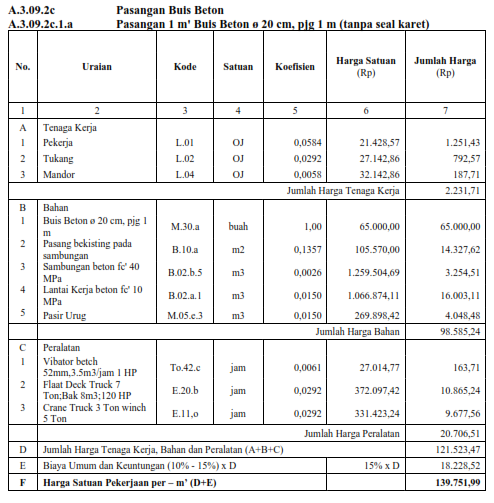 A.3.09.2c Pasangan Buis Beton
A.3.09.2c.1.a Pasangan 1 m' Buis Beton ø 20 cm, pjg 1 m (tanpa seal karet)
No. Uraian Kode Satuan Koefisien Harga Satuan (Rp) Jumlah Harga (Rp)
1 2 3 4 5 6 7
A Tenaga Kerja
1 Pekerja L.01 OJ 0,0584 21.428,57 1.251,43
2 Tukang L.02 OJ 0,0292 27.142,86 792,57
3 Mandor L.04 OJ 0,0058 32.142,86 187,71
Jumlah Harga Tenaga Kerja 2.231,71
B Bahan
1 Buis Beton ø 20 cm, pjg 1 m M.30.a buah 1,00 65.000,00 65.000,00
2 Pasang bekisting pada sambungan B.10.a m2 0,1357 105.570,00 14.327,62
3 Sambungan beton fc' 40 MPa B.02.b.5 m3 0,0026 1.259.504,69 3.254,51
4 Lantai Kerja beton fc' 10 MPa B.02.a.1 m3 0,0150 1.066.874,11 16.003,11
5 Pasir Urug M.05.e.3 m3 0,0150 269.898,42 4.048,48
Jumlah Harga Bahan 98.585,24
C Peralatan
1 Vibator betch 52mm,3.5m3/jam 1 HP To.42.c jam 0,0061 27.014,77 163,71
2 Flaat Deck Truck 7 Ton;Bak 8m3;120 HP E.20.b jam 0,0292 372.097,42 10.865,24
3 Crane Truck 3 Ton winch 5 Ton E.11,o jam 0,0292 331.423,24 9.677,56
Jumlah Harga Peralatan 20.706,51
D Jumlah Harga Tenaga Kerja, Bahan dan Peralatan (A+B+C) 121.523,47
E Biaya Umum dan Keuntungan (10% - 15%) x D 15% x D 18.228,52
F Harga Satuan Pekerjaan per – m' (D+E) 139.751,99